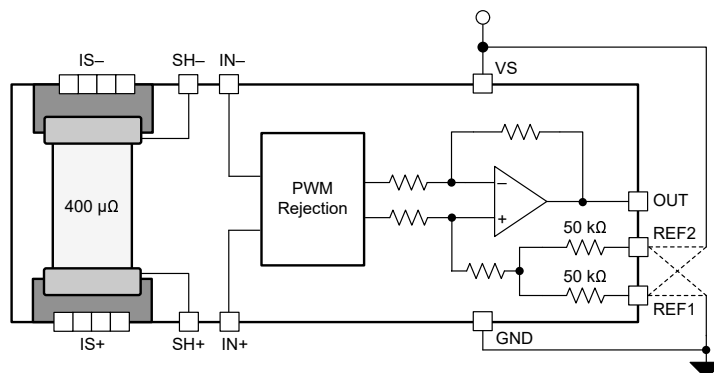 IS– SH– IN–
VS
400 μΩ
PWM
Rejection
–
+
OUT
50 kΩ
REF2
50 kΩ
REF1
GND
IS+ SH+ IN+